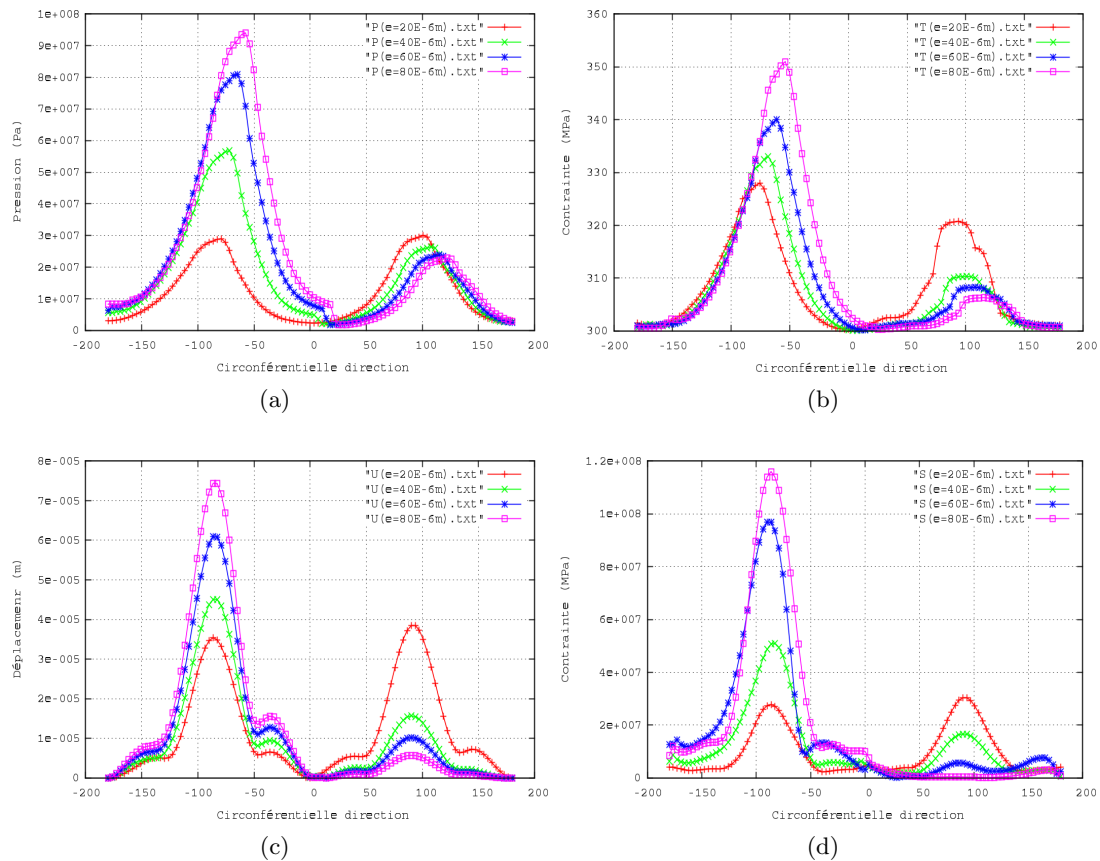 1e+008
9e+007
8e+007
7e+007
6e+007
5e+007
4e+007
3e+007
2e+007
1e+007
0
Pression (Pa)
-200 -150 -100 -50 0 50 100 150 200
Circonférentielle direction
"P(e=20E-6m).txt"
"P(e=40E-6m).txt"
"P(e=60E-6m).txt"
"P(e=80E-6m).txt"
(a)
360
350
340
330
320
310
300
Contrainte (MPa)
-200 -150 -100 -50 0 50 100 150 200
Circonférentielle direction
"T(e=20E-6m).txt"
"T(e=40E-6m).txt"
"T(e=60E-6m).txt"
"T(e=80E-6m).txt"
(b)
8e-005
7e-005
6e-005
5e-005
4e-005
3e-005
2e-005
1e-005
0
Déplacemenr (m)
-200 -150 -100 -50 0 50 100 150 200
Circonférentielle direction
"U(e=20E-6m).txt"
"U(e=40E-6m).txt"
"U(e=60E-6m).txt"
"U(e=80E-6m).txt"
(c)
1.2e+008
1e+008
8e+007
6e+007
4e+007
2e+007
0
Contrainte (MPa)
-200 -150 -100 -50 0 50 100 150 200
Circonférentielle direction
"S(e=20E-6m).txt"
"S(e=40E-6m).txt"
"S(e=60E-6m).txt"
"S(e=80E-6m).txt"
(d)